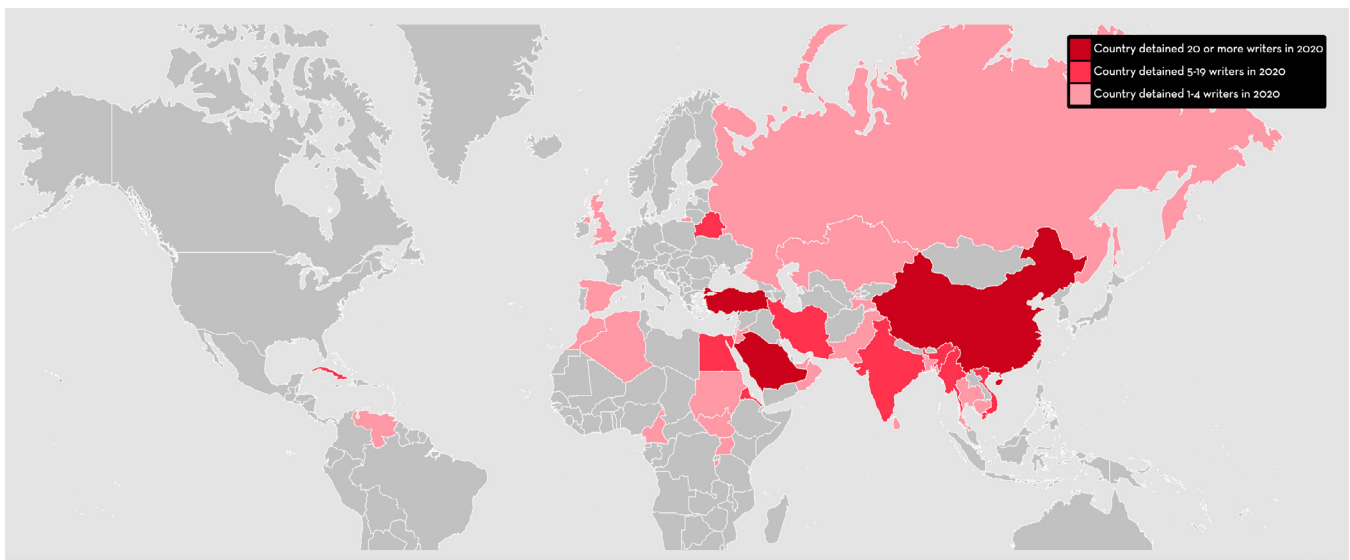 Country detained 20 or more writers in 2020
Country detained 5-19 writers in 2020
Country detained 1-4 writers in 2020